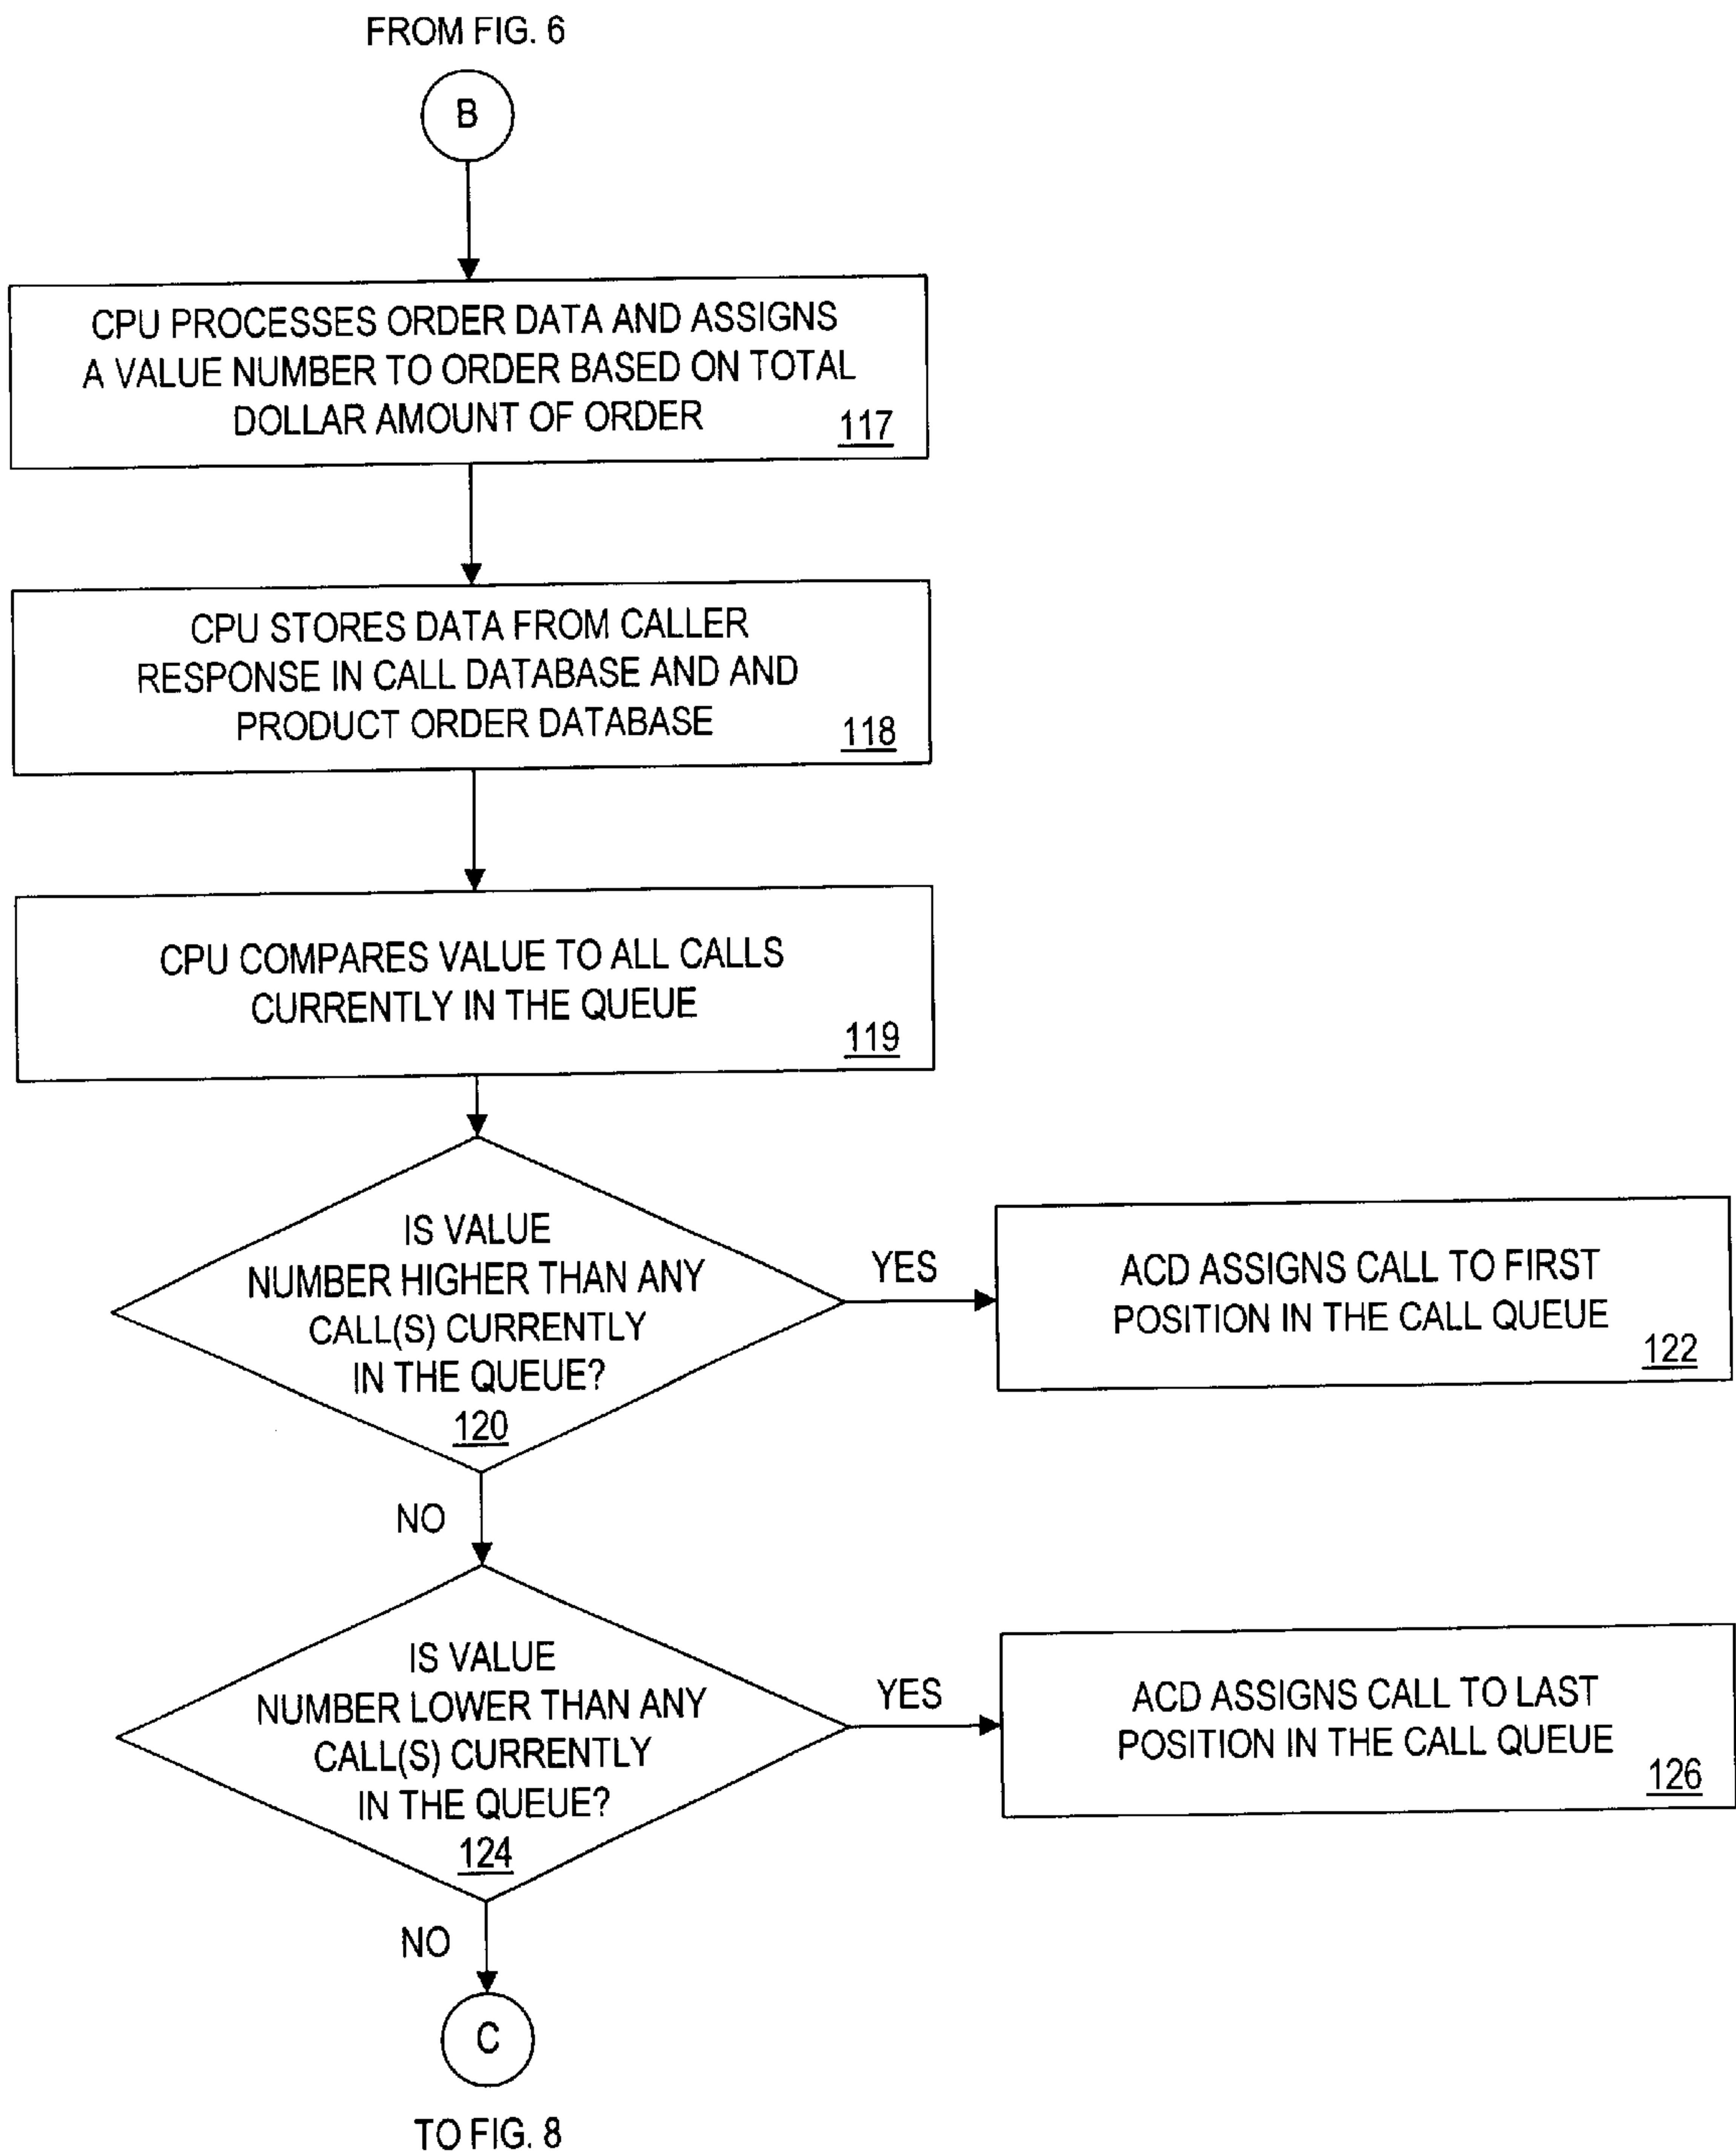 FROM FIG. 6
B
CPU PROCESSES ORDER DATA AND ASSIGNS
A VALUE NUMBER TO ORDER BASED ON TOTAL
DOLLAR AMOUNT OF ORDER
117
CPU STORES DATA FROM CALLER
RESPONSE IN CALL DATABASE AND AND
PRODUCT ORDER DATABASE
118
CPU COMPARES VALUE TO ALL CALLS
CURRENTLY IN THE QUEUE
119
IS VALUE
NUMBER HIGHER THAN ANY
CALL(S) CURRENTLY
IN THE QUEUE?
120
YES
ACD ASSIGNS CALL TO FIRST
POSITION IN THE CALL QUEUE
122
NO
IS VALUE
NUMBER LOWER THAN ANY
CALL(S) CURRENTLY
IN THE QUEUE?
124
YES
ACD ASSIGNS CALL TO LAST
POSITION IN THE CALL QUEUE
126
NO
C
TO FIG. 8